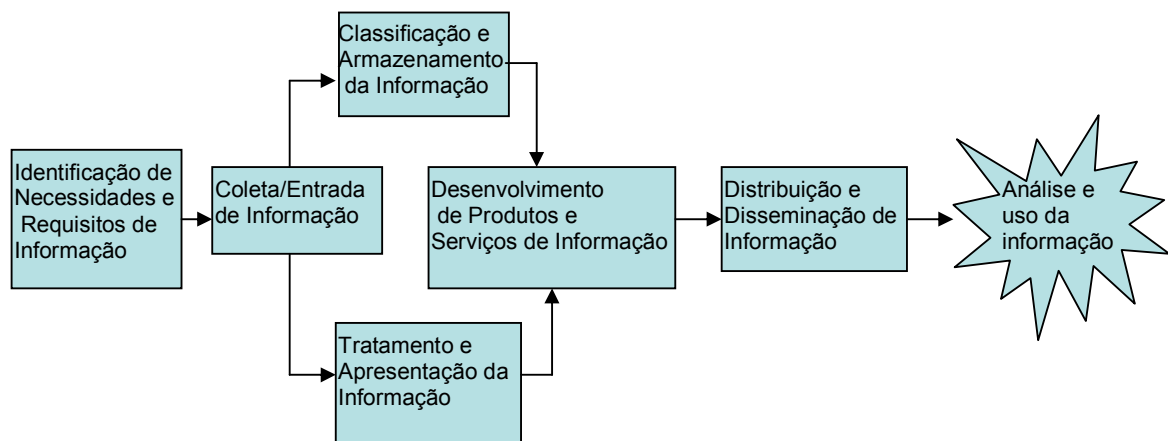 Classificação e
Armazenamento
da Informação
Identificação de
Necessidades e
Requisitos de
Informação
Coleta/Entrada
de Informação
Desenvolvimento
de Produtos e
Serviços de Informação
Distribuição e
Disseminação de
Informação
Análise e
uso da
informação
Tratamento e
Apresentação da
Informação